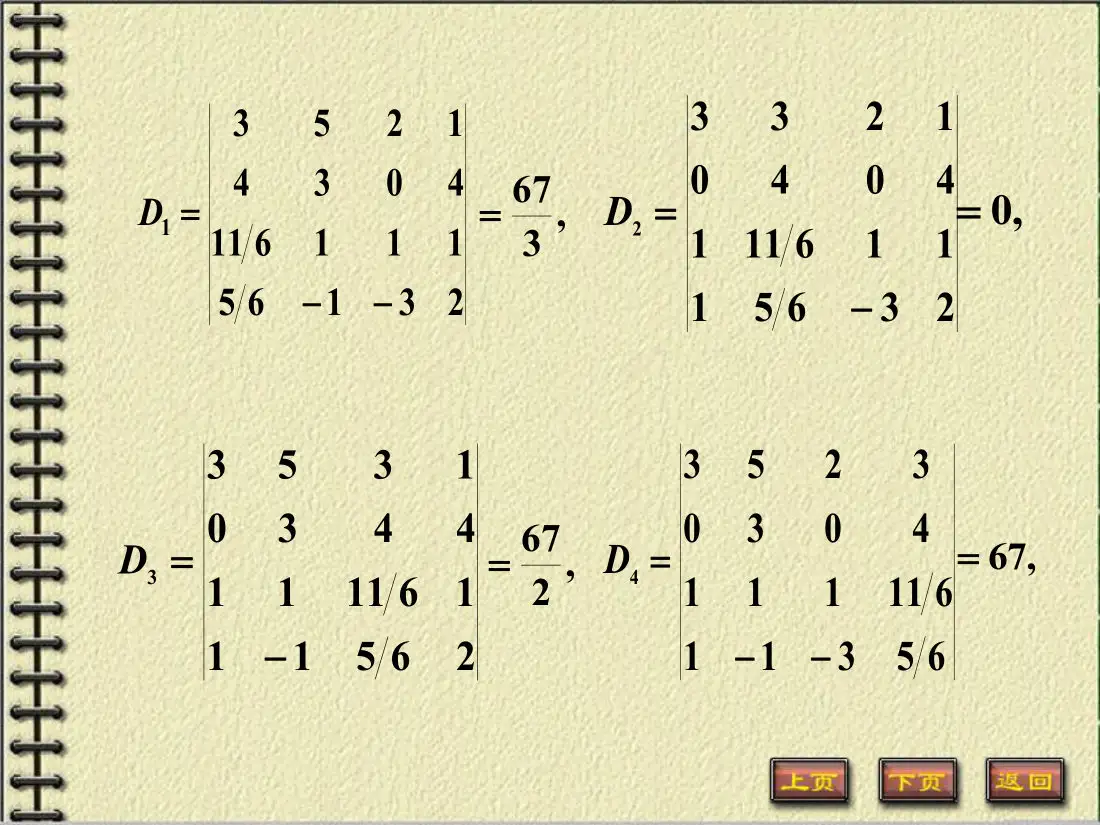 D₁ = | 3 5 2 1 | = 67/3, D₂ = | 3 3 2 1 | = 0,
| 4 3 0 4 | | 0 4 0 4 |
| 11/6 1 1 1 | | 1 11/6 1 1 |
| 5/6 −1 −3 2 | | 1 5/6 −3 2 |
D₃ = | 3 5 3 1 | = 67/2, D₄ = | 3 5 2 3 | = 67,
| 0 3 4 4 | | 0 3 0 4 |
| 1 1 11/6 1 | | 1 1 1 11/6 |
| 1 −1 5/6 2 | | 1 −1 −3 5/6 |
上页 下页 返回